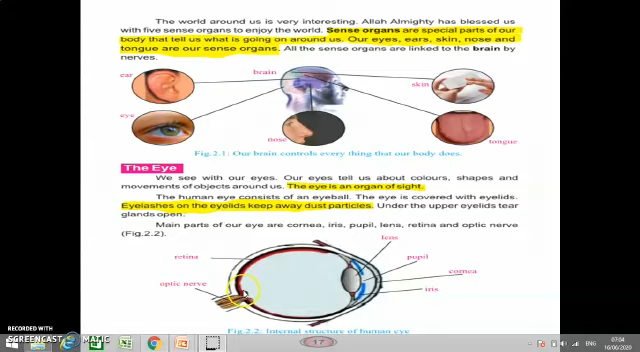 The world around us is very interesting. Allah Almighty has blessed us
with five sense organs to enjoy the world. Sense organs are special parts of our
body that tell us what is going on around us. Our eyes, ears, skin, nose and
tongue are our sense organs. All the sense organs are linked to the brain by
nerves.
ear
brain
skin
eye
nose
tongue
Fig.2.1: Our brain controls every thing that our body does.
The Eye
We see with our eyes. Our eyes tell us about colours, shapes and
movements of objects around us. The eye is an organ of sight.
The human eye consists of an eyeball. The eye is covered with eyelids.
Eyelashes on the eyelids keep away dust particles. Under the upper eyelids tear
glands open.
Main parts of our eye are cornea, iris, pupil, lens, retina and optic nerve
(Fig.2.2).
lens
retina
pupil
cornea
optic nerve
iris
Fig.2.2: Internal structure of human eye
17
RECORDED WITH
SCREENCAST MATIC
ENG
07:04
16/06/2020